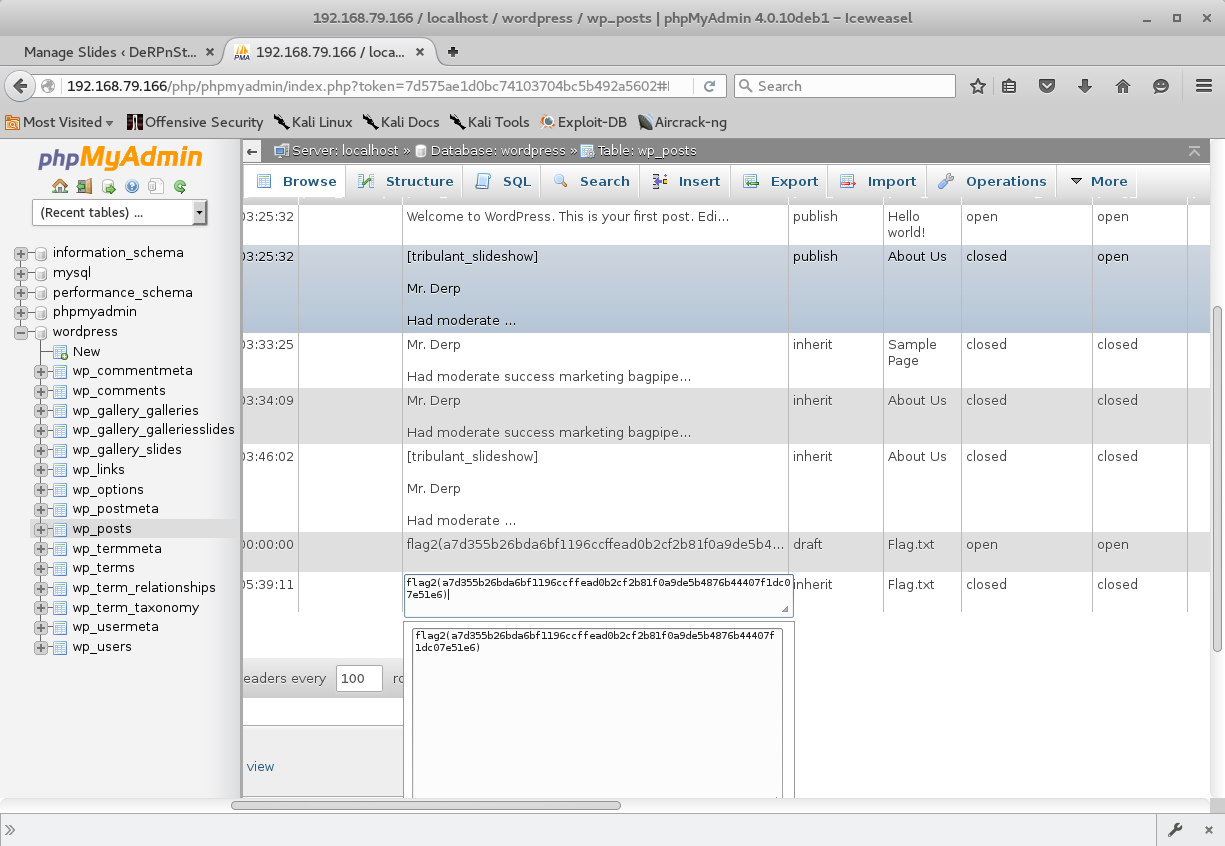 192.168.79.166 / localhost / wordpress / wp_posts | phpMyAdmin 4.0.10deb1 – Iceweasel
Manage Slides ‹ DeRPnSt...
192.168.79.166 / loca...
192.168.79.166/php/phpmyadmin/index.php?token=7d575ae1d0bc74103704bc5b492a5602#
Search
Most Visited
Offensive Security
Kali Linux
Kali Docs
Kali Tools
Exploit-DB
Aircrack-ng
phpMyAdmin
(Recent tables) ...
information_schema
mysql
performance_schema
phpmyadmin
wordpress
New
wp_commentmeta
wp_comments
wp_gallery_galleries
wp_gallery_galleriesslides
wp_gallery_slides
wp_links
wp_options
wp_postmeta
wp_posts
wp_termmeta
wp_terms
wp_term_relationships
wp_term_taxonomy
wp_usermeta
wp_users
Server: localhost » Database: wordpress » Table: wp_posts
Browse
Structure
SQL
Search
Insert
Export
Import
Operations
More
03:25:32
Welcome to WordPress. This is your first post. Edi...
publish
Hello
world!
open
open
03:25:32
[tribulant_slideshow]
Mr. Derp
Had moderate ...
publish
About Us
closed
open
03:33:25
Mr. Derp
Had moderate success marketing bagpipe...
inherit
Sample
Page
closed
closed
03:34:09
Mr. Derp
Had moderate success marketing bagpipe...
inherit
About Us
closed
closed
03:46:02
[tribulant_slideshow]
Mr. Derp
Had moderate ...
inherit
About Us
closed
closed
00:00:00
flag2(a7d355b26bda6bf1196ccffead0b2cf2b81f0a9de5b4...
draft
Flag.txt
open
open
05:39:11
flag2(a7d355b26bda6bf1196ccffead0b2cf2b81f0a9de5b4876b44407f1dc0
7e51e6)
inherit
Flag.txt
closed
closed
flag2(a7d355b26bda6bf1196ccffead0b2cf2b81f0a9de5b4876b44407f
1dc07e51e6)
eaders every
100
ro
view